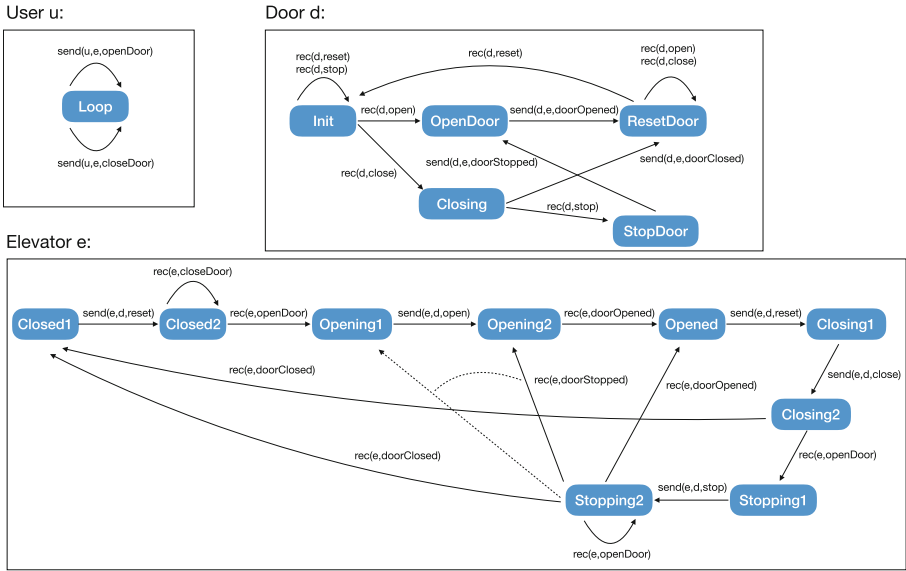 User u:
send(u,e,openDoor)
Loop
send(u,e,closeDoor)
Door d:
rec(d,reset)
rec(d,stop)
rec(d,reset)
rec(d,open)
rec(d,close)
Init
rec(d,open)
OpenDoor
send(d,e,doorOpened)
ResetDoor
send(d,e,doorStopped)
send(d,e,doorClosed)
rec(d,close)
Closing
rec(d,stop)
StopDoor
Elevator e:
rec(e,closeDoor)
Closed1
send(e,d,reset)
Closed2
rec(e,openDoor)
Opening1
send(e,d,open)
Opening2
rec(e,doorOpened)
Opened
send(e,d,reset)
Closing1
rec(e,doorClosed)
rec(e,doorStopped)
rec(e,doorOpened)
send(e,d,close)
Closing2
rec(e,doorClosed)
rec(e,openDoor)
Stopping2
send(e,d,stop)
Stopping1
rec(e,openDoor)